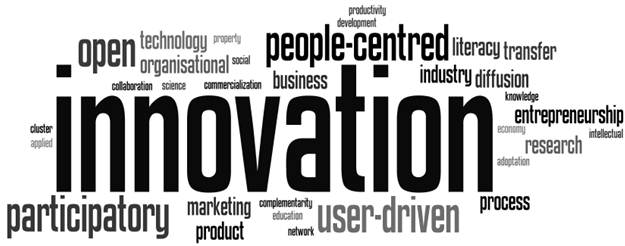 productivity
development
open technology property people-centred literacy transfer
organisational social
collaboration science commercialization business industry diffusion
knowledge
innovation
entrepreneurship
cluster economy intellectual
applied research
adoptation
participatory marketing complementarity user-driven process
education
product network